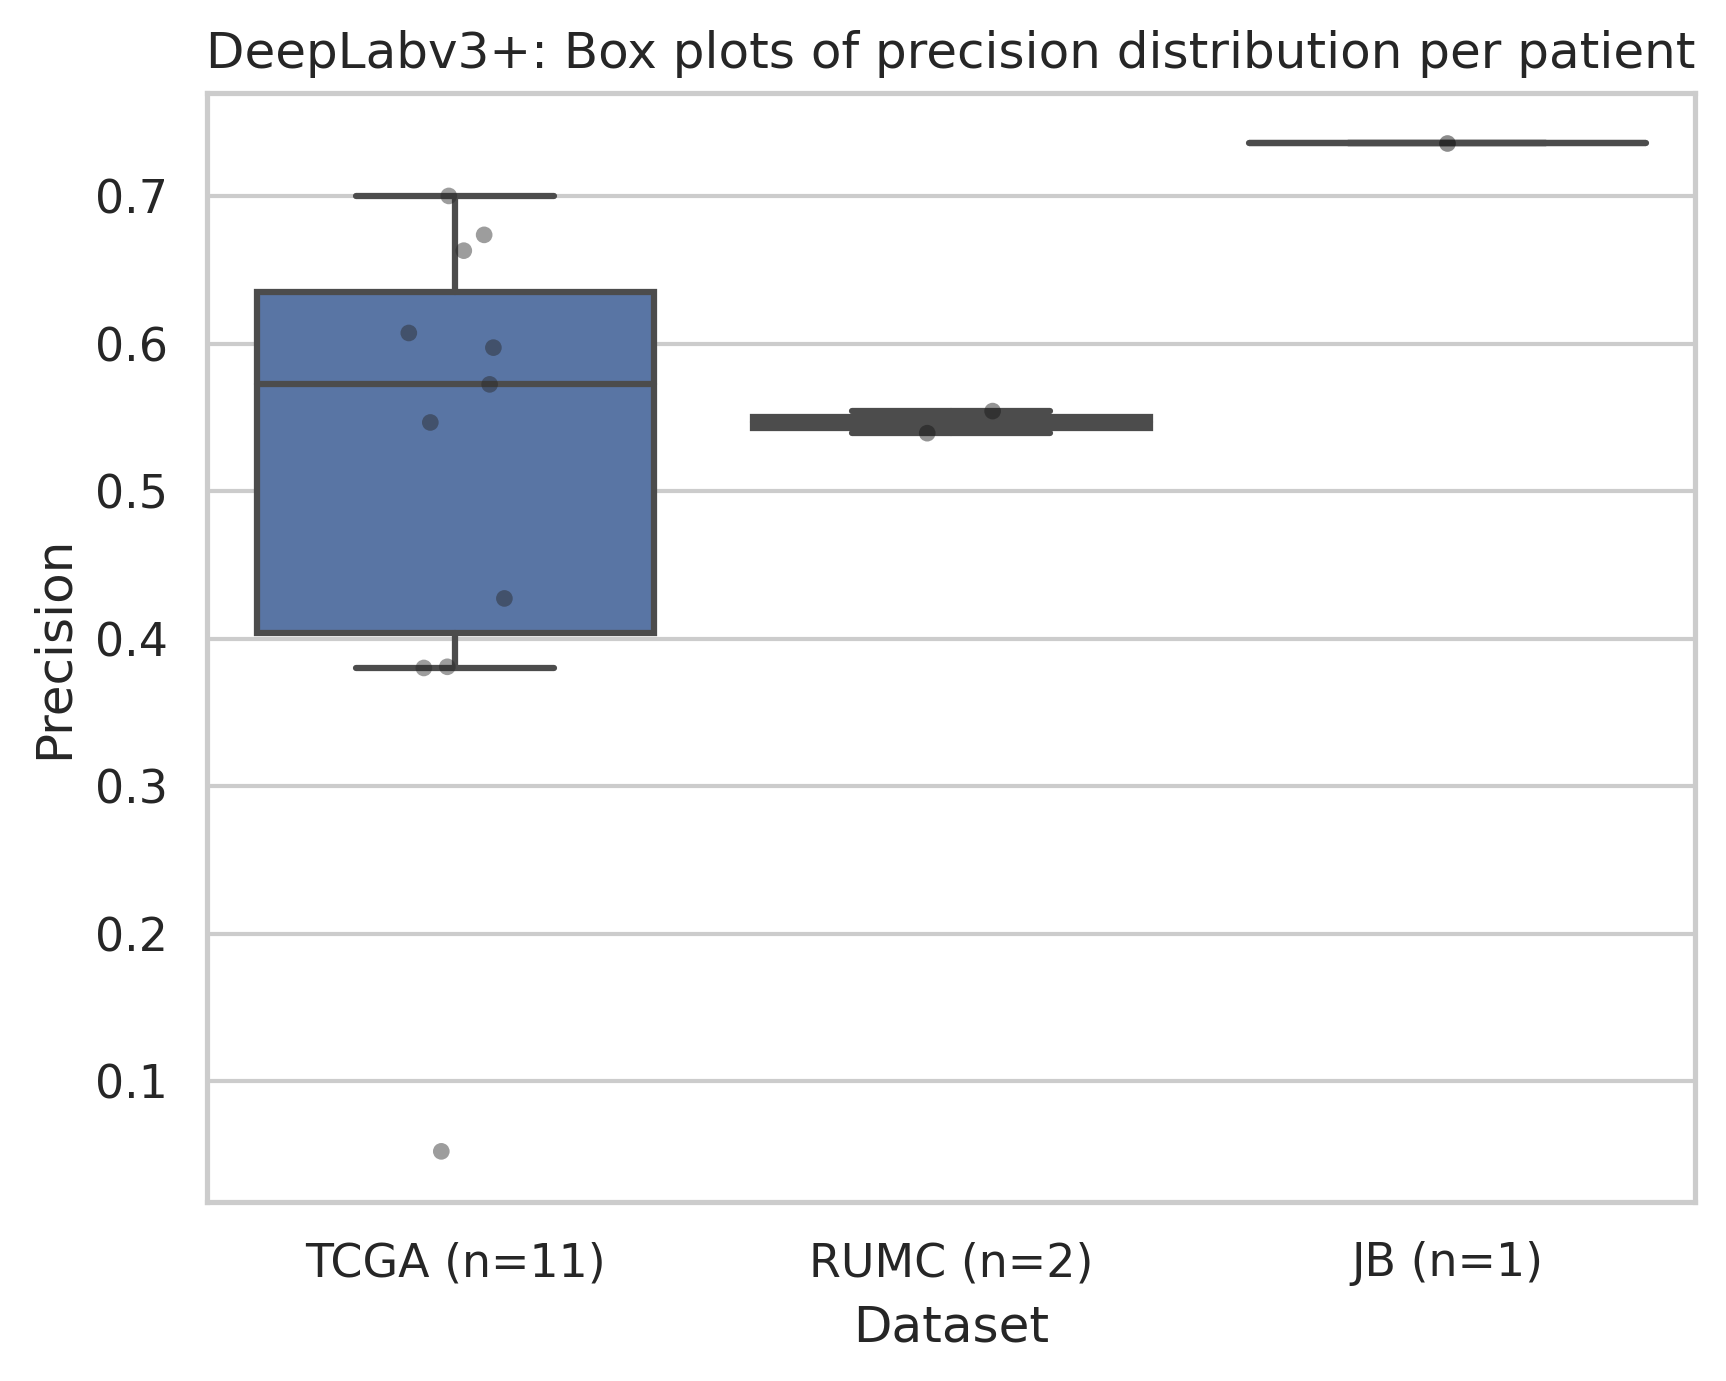 DeepLabv3+: Box plots of precision distribution per patient
Precision
0.7
0.6
0.5
0.4
0.3
0.2
0.1
TCGA (n=11)
RUMC (n=2)
JB (n=1)
Dataset